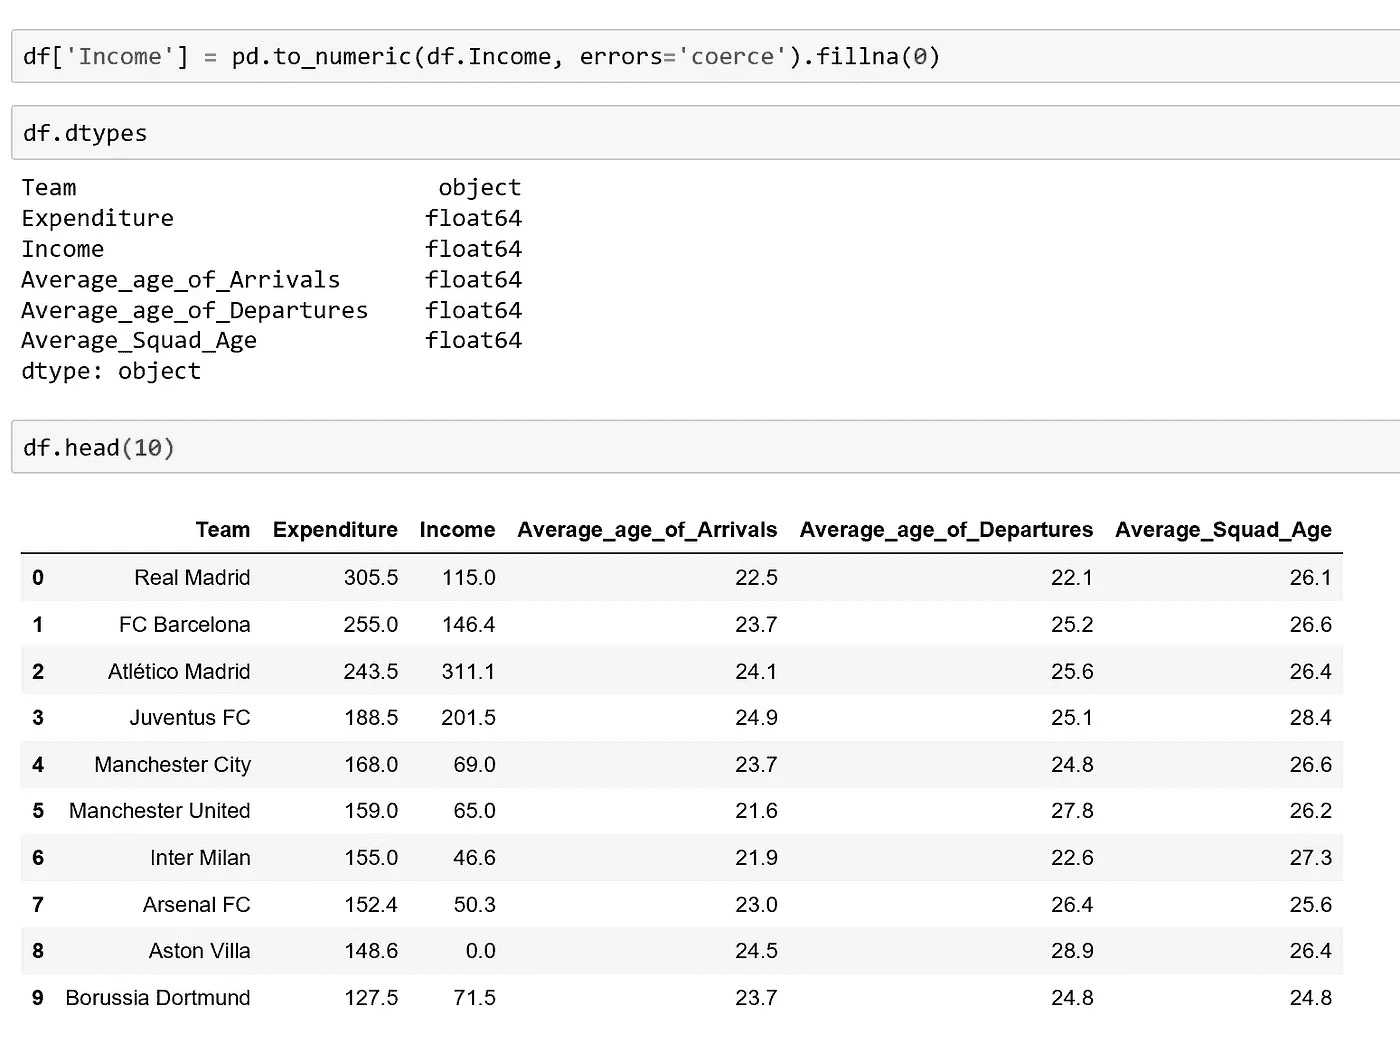 df['Income'] = pd.to_numeric(df.Income, errors='coerce').fillna(0)
df.dtypes
Team object
Expenditure float64
Income float64
Average_age_of_Arrivals float64
Average_age_of_Departures float64
Average_Squad_Age float64
dtype: object
df.head(10)
Team Expenditure Income Average_age_of_Arrivals Average_age_of_Departures Average_Squad_Age
0 Real Madrid 305.5 115.0 22.5 22.1 26.1
1 FC Barcelona 255.0 146.4 23.7 25.2 26.6
2 Atlético Madrid 243.5 311.1 24.1 25.6 26.4
3 Juventus FC 188.5 201.5 24.9 25.1 28.4
4 Manchester City 168.0 69.0 23.7 24.8 26.6
5 Manchester United 159.0 65.0 21.6 27.8 26.2
6 Inter Milan 155.0 46.6 21.9 22.6 27.3
7 Arsenal FC 152.4 50.3 23.0 26.4 25.6
8 Aston Villa 148.6 0.0 24.5 28.9 26.4
9 Borussia Dortmund 127.5 71.5 23.7 24.8 24.8